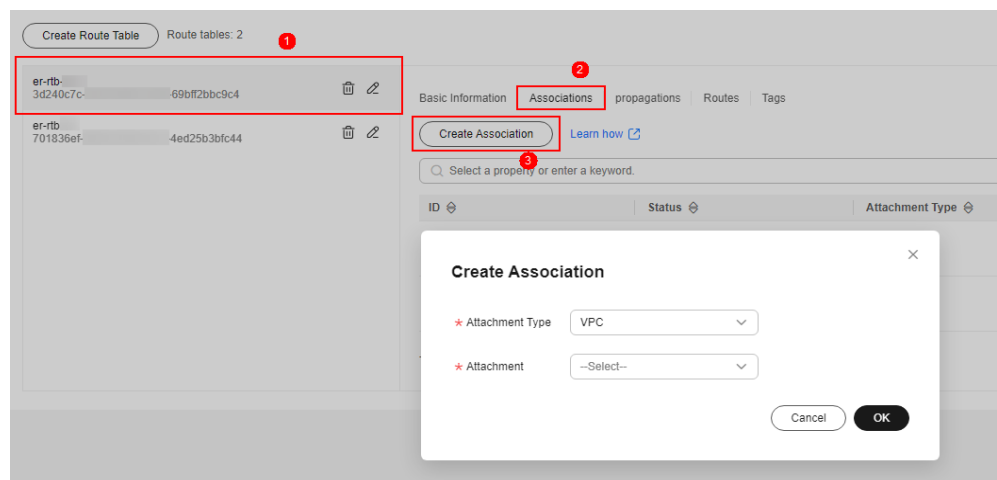 Create Route Table Route tables: 2
1
er-rtb-
3d240c7c- -69bff2bbc9c4
er-rtb
701836ef- 4ed25b3bfc44
2
Basic Information Associations propagations Routes Tags
Create Association Learn how
3
Select a property or enter a keyword.
ID Status Attachment Type
Create Association
* Attachment Type VPC
* Attachment --Select--
Cancel OK